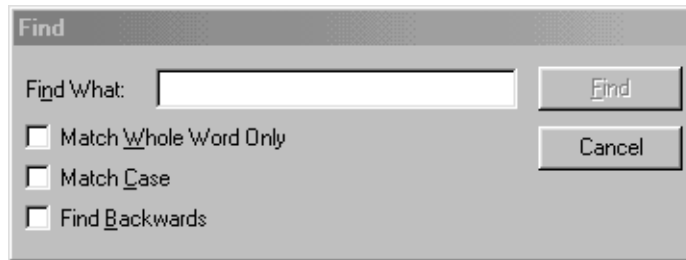 Find
Find What: Find
Match Whole Word Only
Cancel
Match Case
Find Backwards